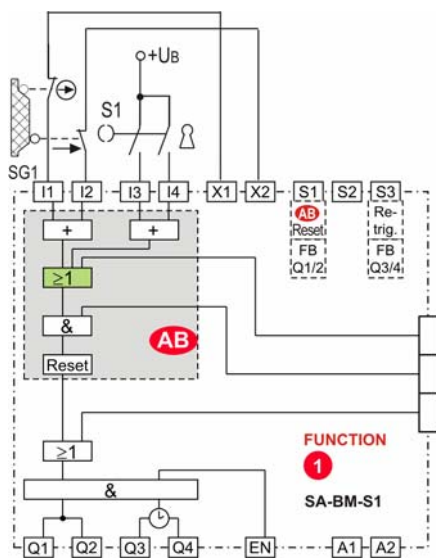 +UB
S1
SG1
I1 I2 I3 I4 X1 X2 S1 S2 S3
AB
Reset
FB
Q1/2
Re-
trig.
FB
Q3/4
+ +
≥1
&
AB
Reset
≥1
FUNCTION
1
SA-BM-S1
&
Q1 Q2 Q3 Q4 EN A1 A2